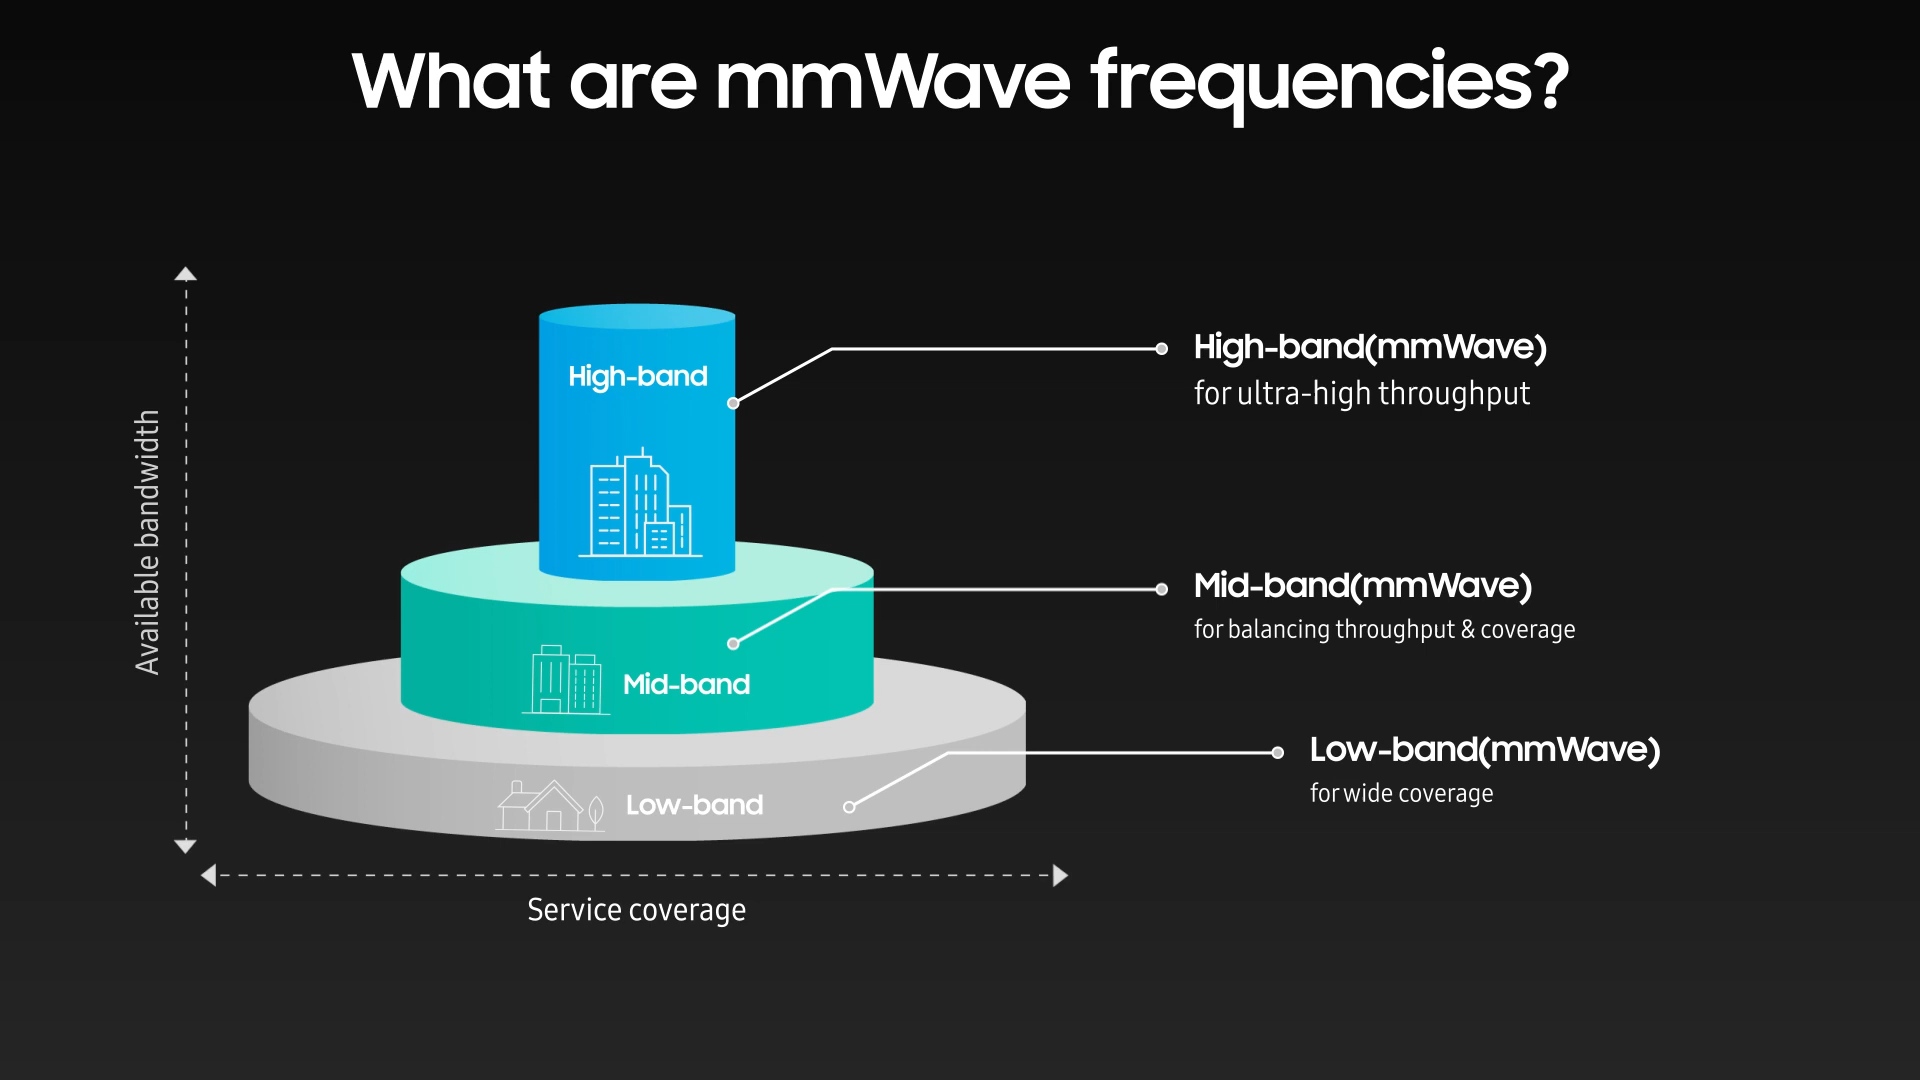 What are mmWave frequencies?
Available bandwidth
High-band
High-band(mmWave)
for ultra-high throughput
Mid-band(mmWave)
for balancing throughput & coverage
Mid-band
Low-band(mmWave)
for wide coverage
Low-band
Service coverage